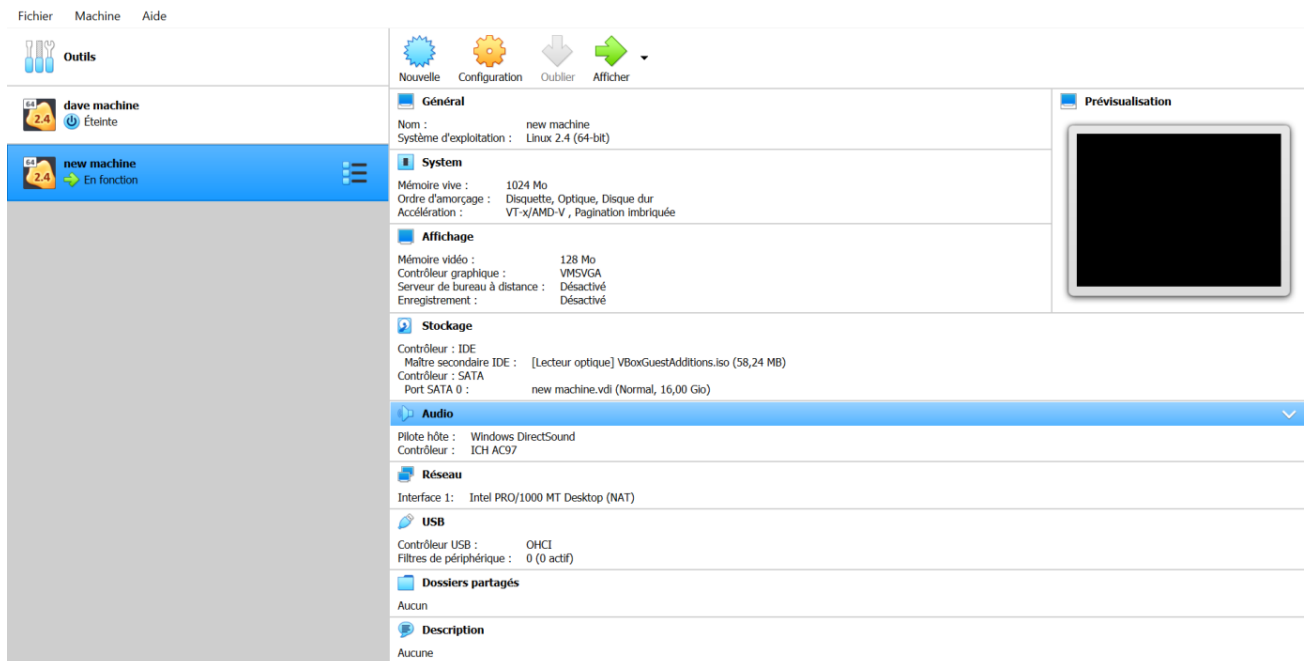 Fichier Machine Aide
Outils
64
2.4
dave machine
Éteinte
64
2.4
new machine
En fonction
Nouvelle Configuration Oublier Afficher
Général
Nom : new machine
Système d'exploitation : Linux 2.4 (64-bit)
Prévisualisation
System
Mémoire vive : 1024 Mo
Ordre d'amorçage : Disquette, Optique, Disque dur
Accélération : VT-x/AMD-V , Pagination imbriquée
Affichage
Mémoire vidéo : 128 Mo
Contrôleur graphique : VMSVGA
Serveur de bureau à distance : Désactivé
Enregistrement : Désactivé
Stockage
Contrôleur : IDE
Maître secondaire IDE : [Lecteur optique] VBoxGuestAdditions.iso (58,24 MB)
Contrôleur : SATA
Port SATA 0 : new machine.vdi (Normal, 16,00 Gio)
Audio
Pilote hôte : Windows DirectSound
Contrôleur : ICH AC97
Réseau
Interface 1: Intel PRO/1000 MT Desktop (NAT)
USB
Contrôleur USB : OHCI
Filtres de périphérique : 0 (0 actif)
Dossiers partagés
Aucun
Description
Aucune